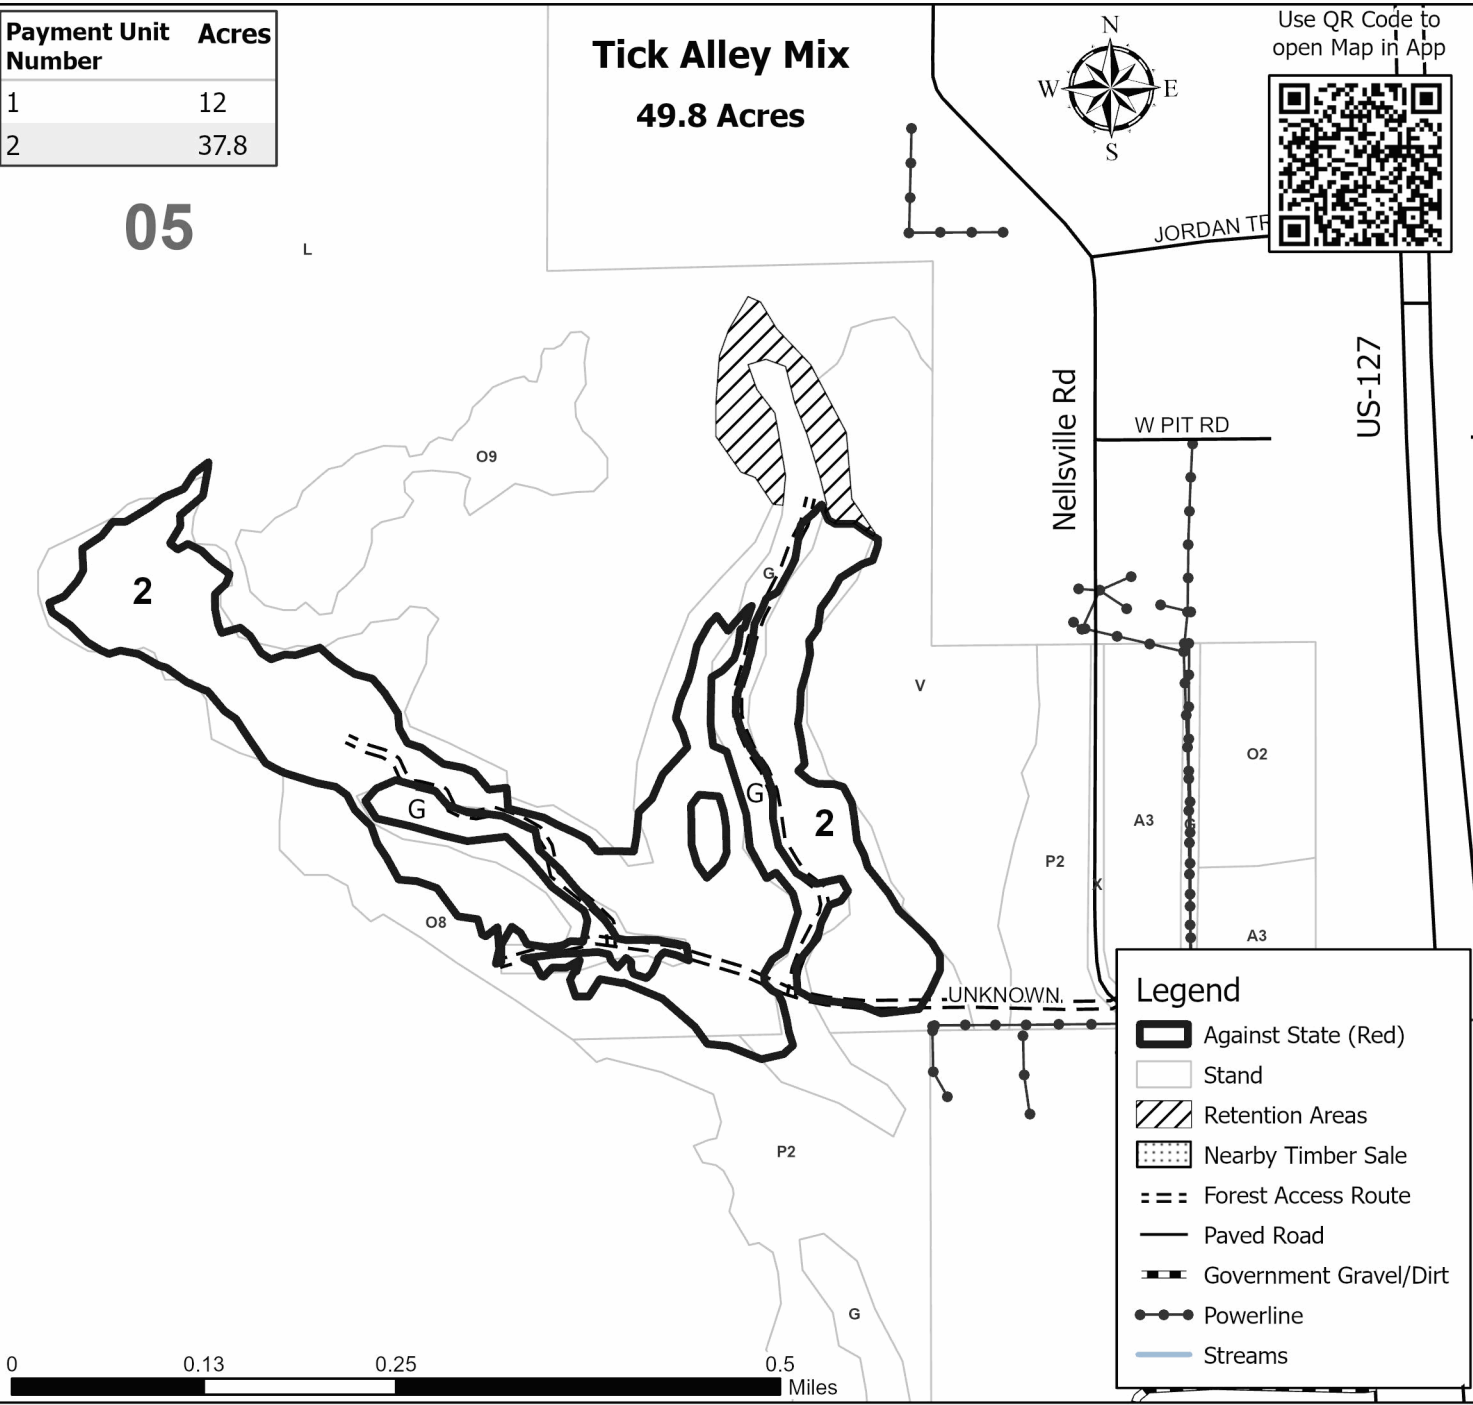 Payment Unit Number Acres
1 12
2 37.8
Tick Alley Mix
49.8 Acres
N
W E
S
Use QR Code to
open Map in App
05
L
JORDAN TR
US-127
Nellsville Rd
W PIT RD
O9
2
G
V
O2
G
G
2
A3
G
P2
X
O8
A3
UNKNOWN
P2
G
Legend
Against State (Red)
Stand
Retention Areas
Nearby Timber Sale
Forest Access Route
Paved Road
Government Gravel/Dirt
Powerline
Streams
0 0.13 0.25 0.5
Miles